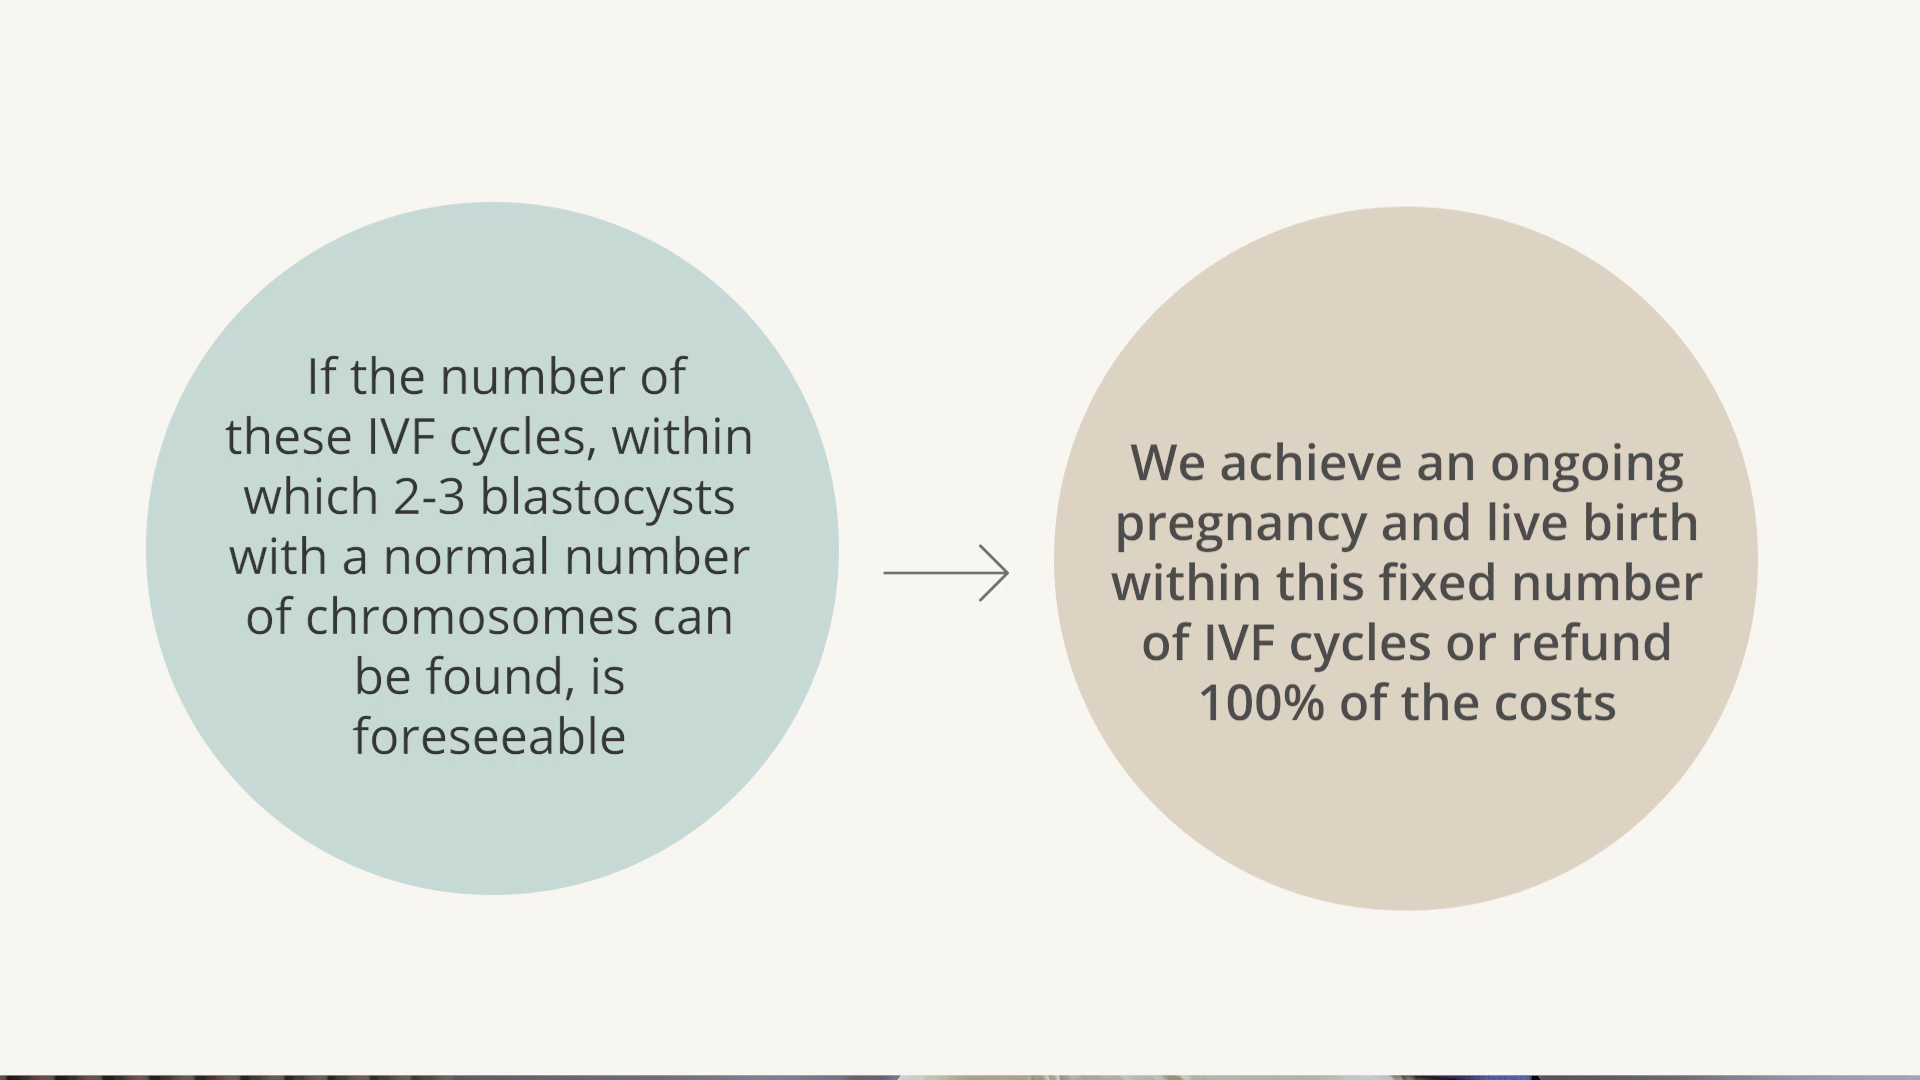 If the number of
these IVF cycles, within
which 2-3 blastocysts
with a normal number
of chromosomes can
be found, is
foreseeable
We achieve an ongoing
pregnancy and live birth
within this fixed number
of IVF cycles or refund
100% of the costs